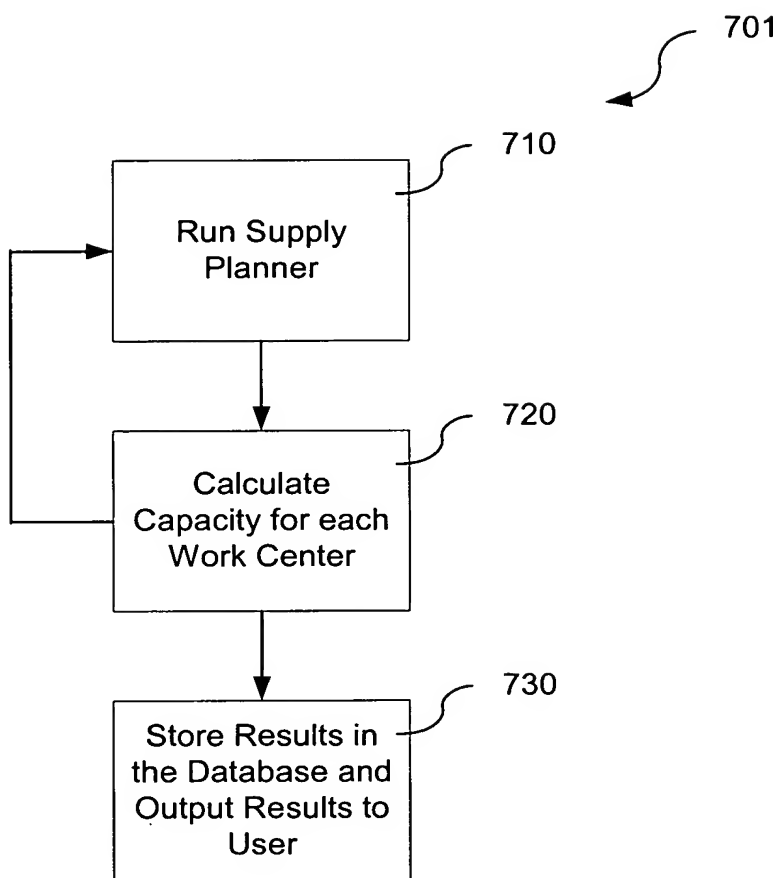 701
710
Run Supply
Planner
720
Calculate
Capacity for each
Work Center
730
Store Results in
the Database and
Output Results to
User